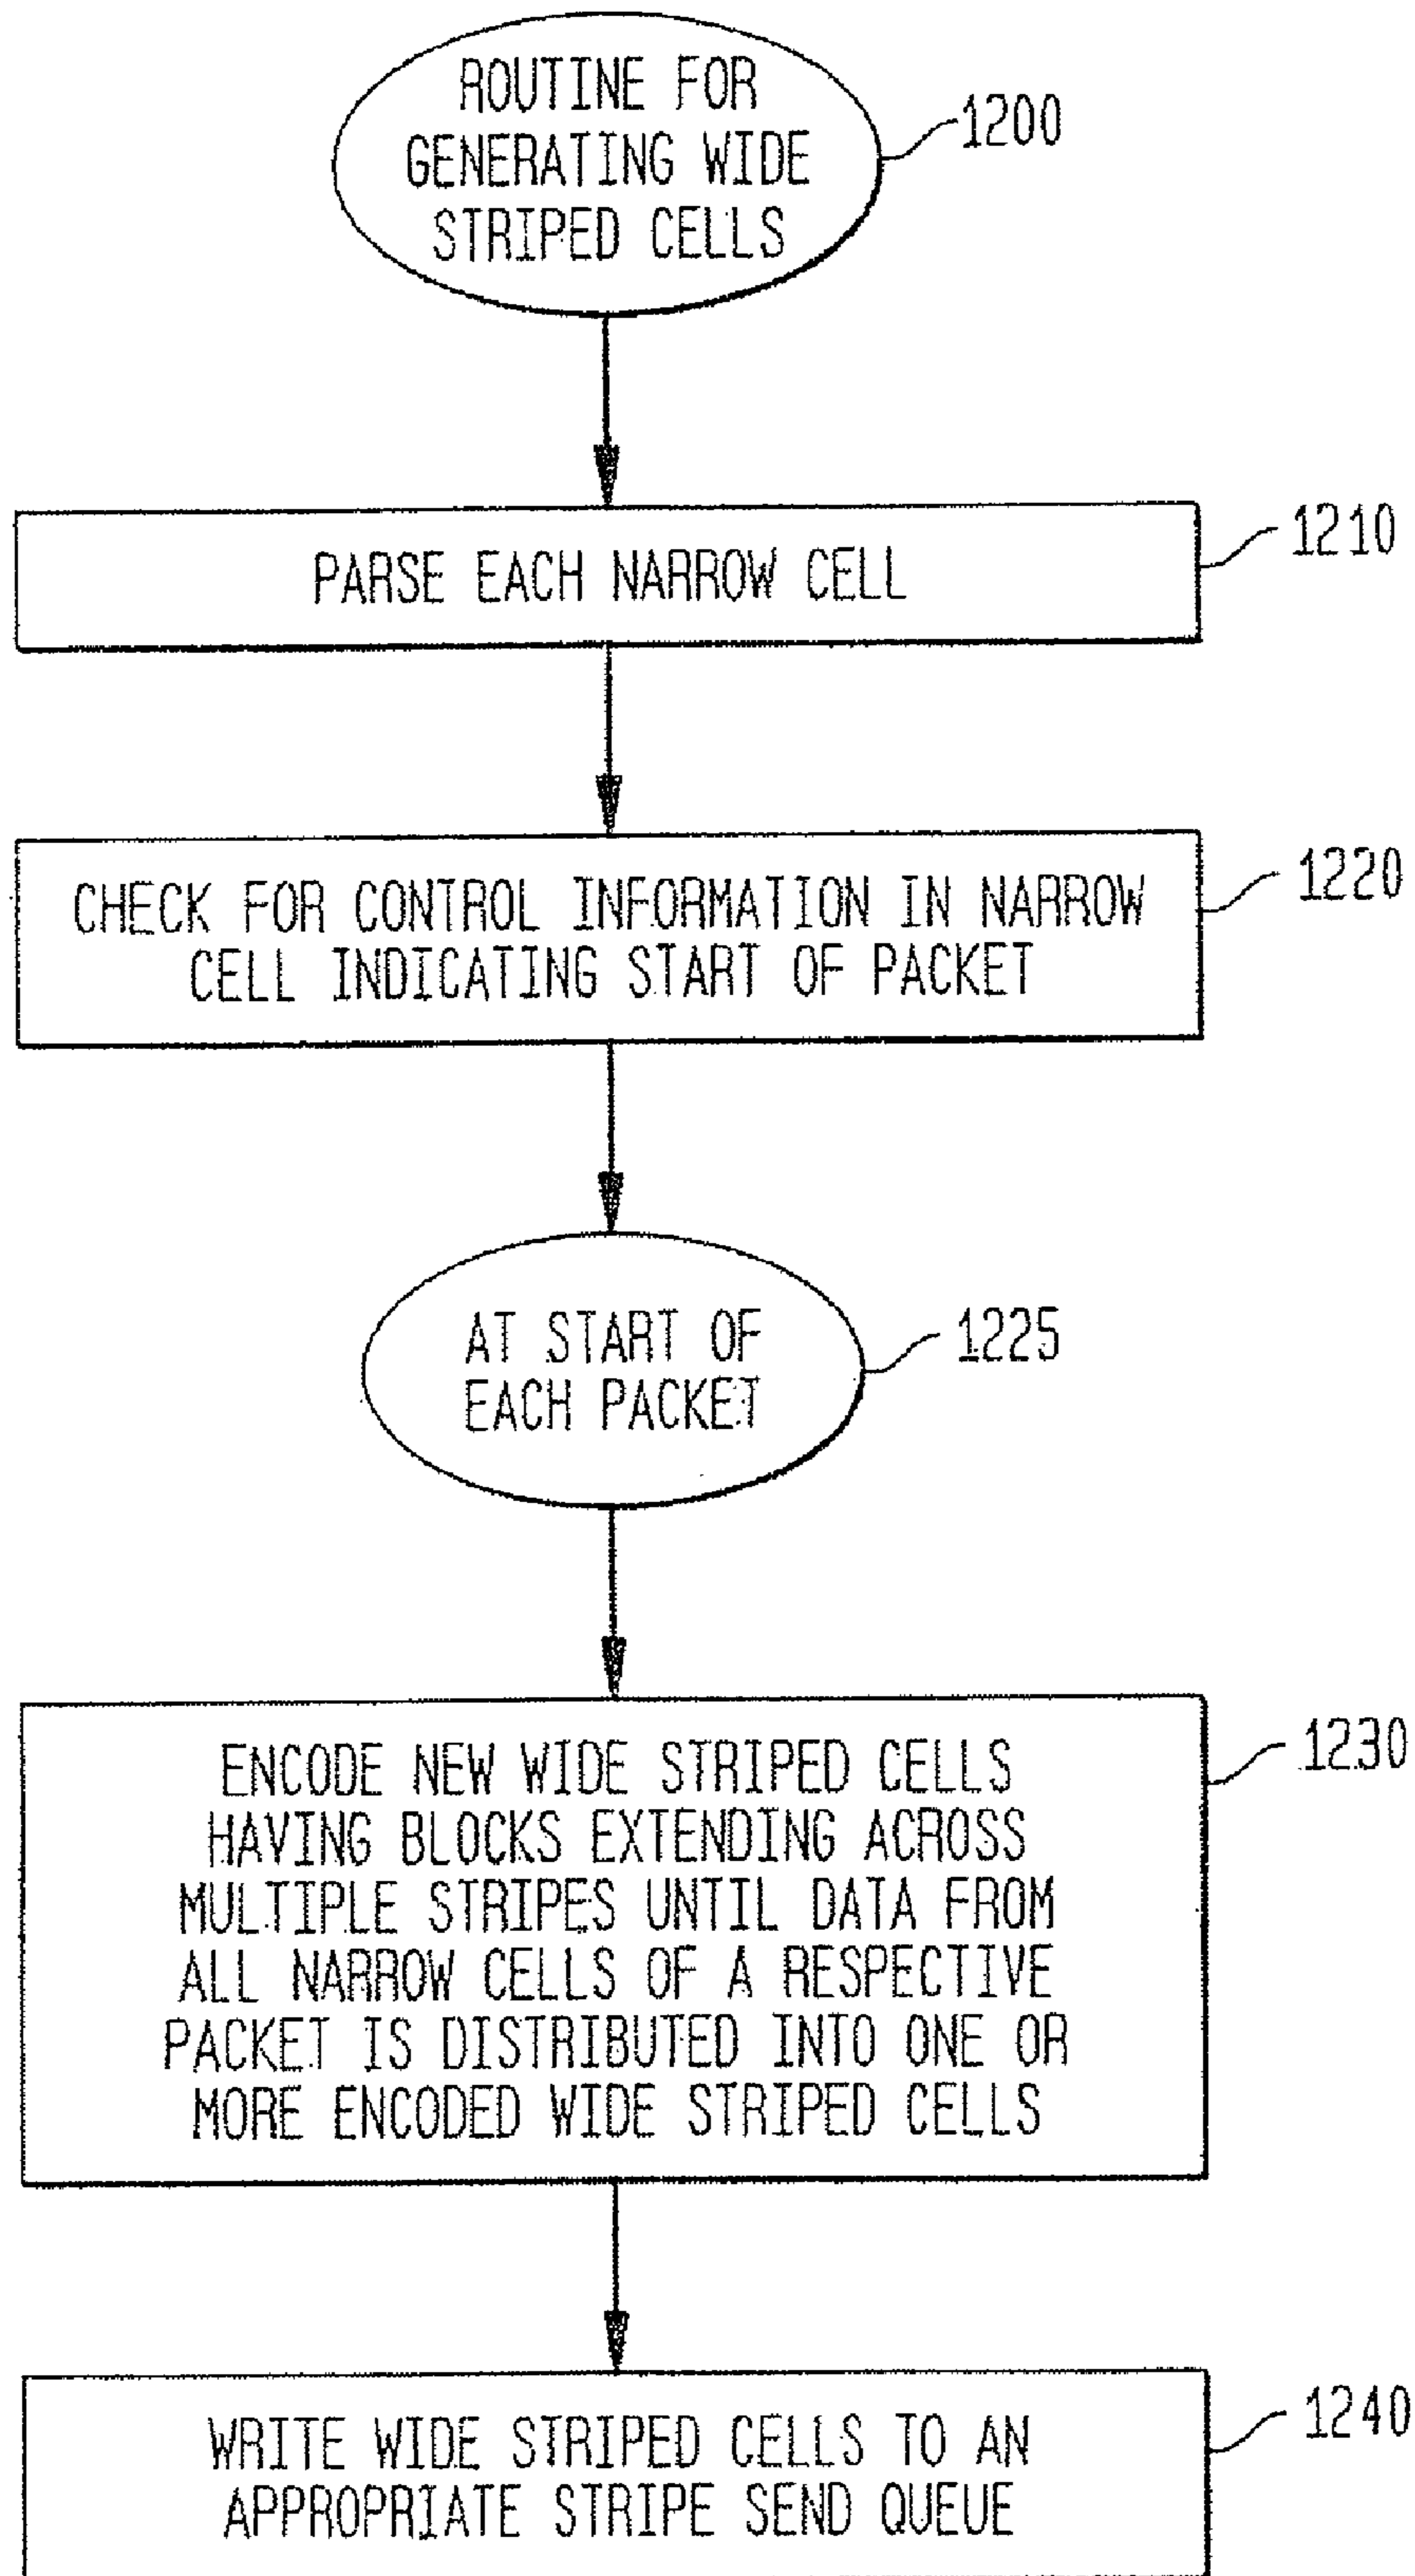 ROUTINE FOR
GENERATING WIDE
STRIPED CELLS
1200
PARSE EACH NARROW CELL
1210
CHECK FOR CONTROL INFORMATION IN NARROW
CELL INDICATING START OF PACKET
1220
AT START OF
EACH PACKET
1225
ENCODE NEW WIDE STRIPED CELLS
HAVING BLOCKS EXTENDING ACROSS
MULTIPLE STRIPES UNTIL DATA FROM
ALL NARROW CELLS OF A RESPECTIVE
PACKET IS DISTRIBUTED INTO ONE OR
MORE ENCODED WIDE STRIPED CELLS
1230
WRITE WIDE STRIPED CELLS TO AN
APPROPRIATE STRIPE SEND QUEUE
1240